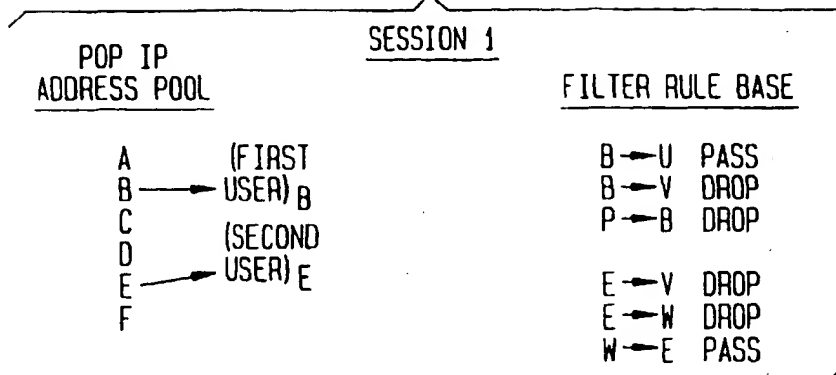 SESSION 1
POP IP
ADDRESS POOL
A
B
C
D
E
F
(FIRST
USER) B
(SECOND
USER) E
FILTER RULE BASE
B→U PASS
B→V DROP
P→B DROP
E→V DROP
E→W DROP
W→E PASS